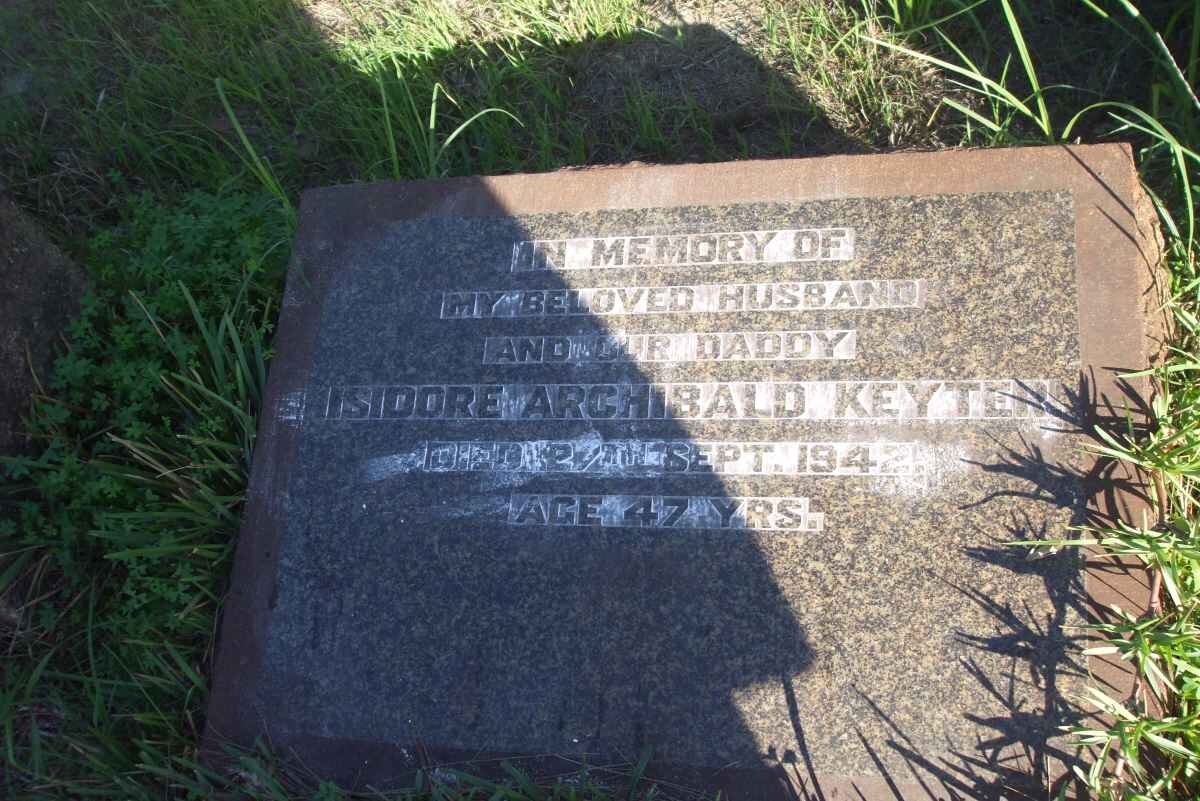 IN MEMORY OF
MY BELOVED HUSBAND
AND OUR DADDY
ISIDORE ARCHIBALD KEYTER
DIED 27TH SEPT. 1942.
AGE 47 YRS.